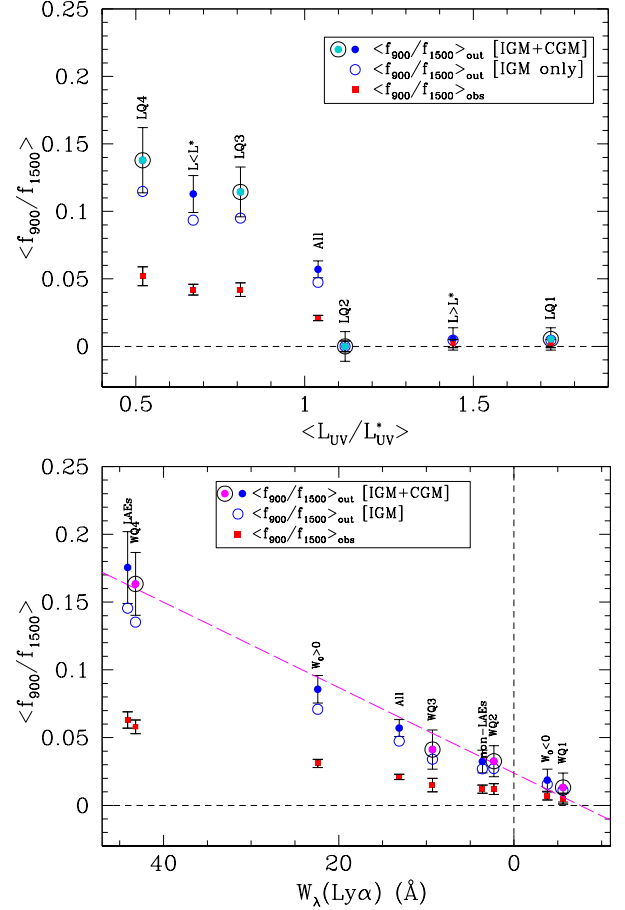 0.25
0.2
0.15
0.1
0.05
0
<f900/f1500>
<f900/f1500>out [IGM+CGM]
<f900/f1500>out [IGM only]
<f900/f1500>obs
LQ4
L<L*
LQ3
All
LQ2
L>L*
LQ1
0.5
1
1.5
<LUV/L*UV>
0.25
0.2
0.15
0.1
0.05
0
<f900/f1500>
<f900/f1500>out [IGM+CGM]
<f900/f1500>out [IGM]
<f900/f1500>obs
LAEs
WQ4
W0>0
All
WQ3
non-LAEs
WQ2
W0<0
WQ1
40
20
0
Wλ(Lyα) (Å)